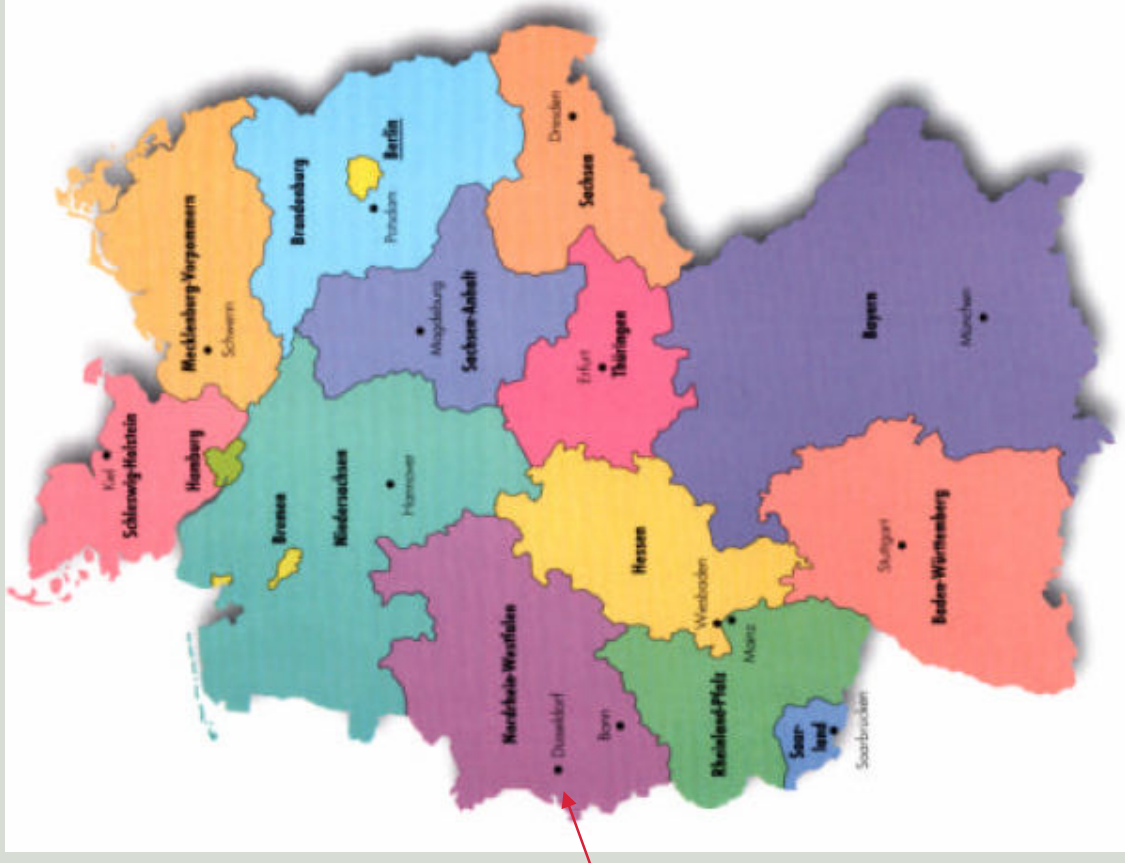 Kiel
Schleswig-Holstein
Hamburg
Mecklenburg-Vorpommern
Schwerin
Bremen
Niedersachsen
Hannover
Brandenburg
Berlin
Potsdam
Magdeburg
Sachsen-Anhalt
Dresden
Sachsen
Erfurt
Thüringen
Nordrhein-Westfalen
Düsseldorf
Bonn
Hessen
Wiesbaden
Mainz
Rheinland-Pfalz
Saar-
land
Saarbrücken
Bayern
München
Stuttgart
Baden-Württemberg